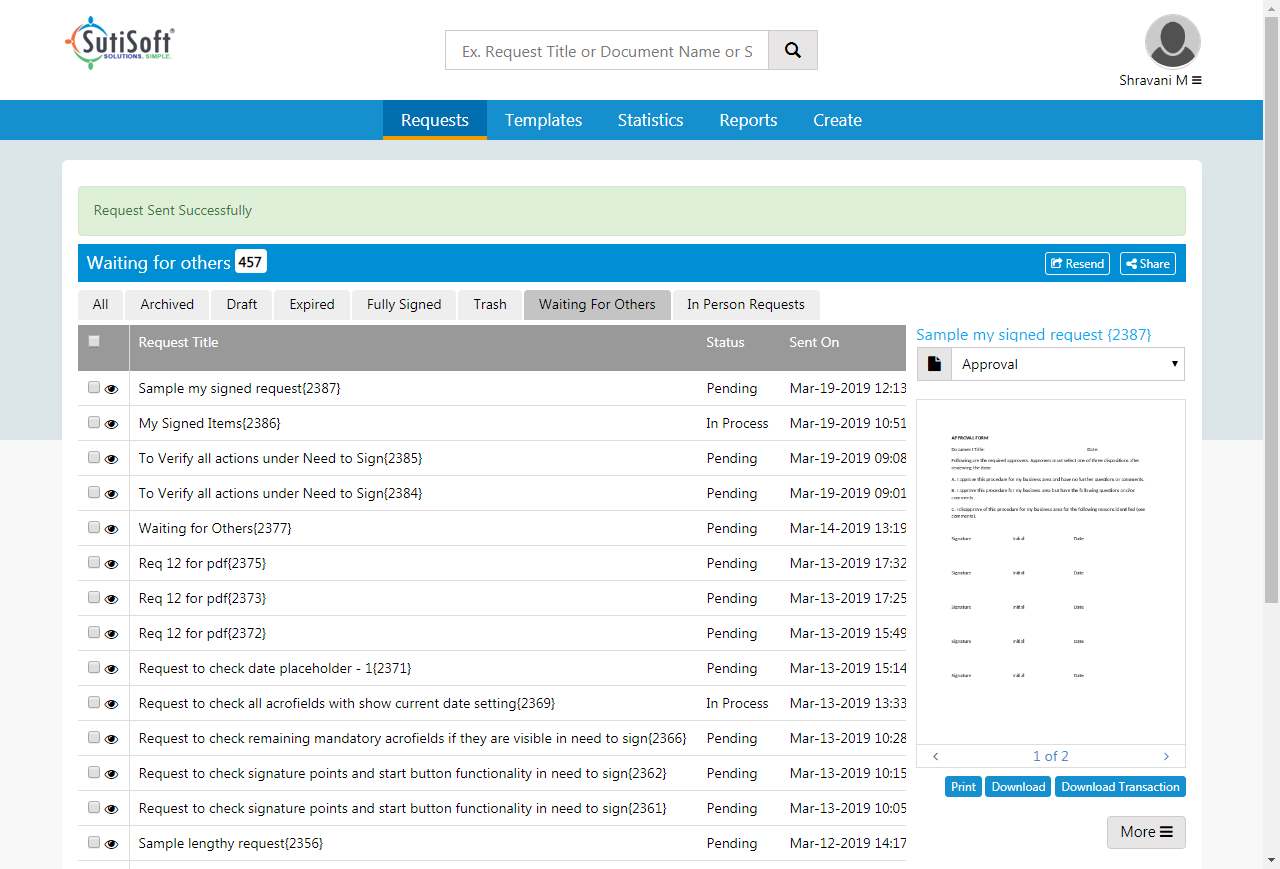 SutiSoft®
SOLUTIONS. SIMPLE.
Ex. Request Title or Document Name or S
Shravani M
Requests Templates Statistics Reports Create
Request Sent Successfully
Waiting for others 457 Resend Share
All Archived Draft Expired Fully Signed Trash Waiting For Others In Person Requests
Request Title Status Sent On
Sample my signed request{2387} Pending Mar-19-2019 12:13
My Signed Items{2386} In Process Mar-19-2019 10:51
To Verify all actions under Need to Sign{2385} Pending Mar-19-2019 09:08
To Verify all actions under Need to Sign{2384} Pending Mar-19-2019 09:01
Waiting for Others{2377} Pending Mar-14-2019 13:19
Req 12 for pdf{2375} Pending Mar-13-2019 17:32
Req 12 for pdf{2373} Pending Mar-13-2019 17:25
Req 12 for pdf{2372} Pending Mar-13-2019 15:49
Request to check date placeholder - 1{2371} Pending Mar-13-2019 15:14
Request to check all acrofields with show current date setting{2369} In Process Mar-13-2019 13:33
Request to check remaining mandatory acrofields if they are visible in need to sign{2366} Pending Mar-13-2019 10:28
Request to check signature points and start button functionality in need to sign{2362} Pending Mar-13-2019 10:15
Request to check signature points and start button functionality in need to sign{2361} Pending Mar-13-2019 10:05
Sample lengthy request{2356} Pending Mar-12-2019 14:17
Sample my signed request {2387}
Approval
APPROVAL FORM
Document Title: Date:
Following are the required approvers. Approvers must select one of three dispositions after
reviewing the item:
A. I approve this procedure for my business area and have no further questions or comments.
B. I approve this procedure for my business area but have the following questions and/or
comments.
C. I disapprove of this procedure for my business area for the following reasons identified (see
comments).
Signature Initial Date
Signature Initial Date
Signature Initial Date
Signature Initial Date
Signature Initial Date
1 of 2
Print Download Download Transaction
More